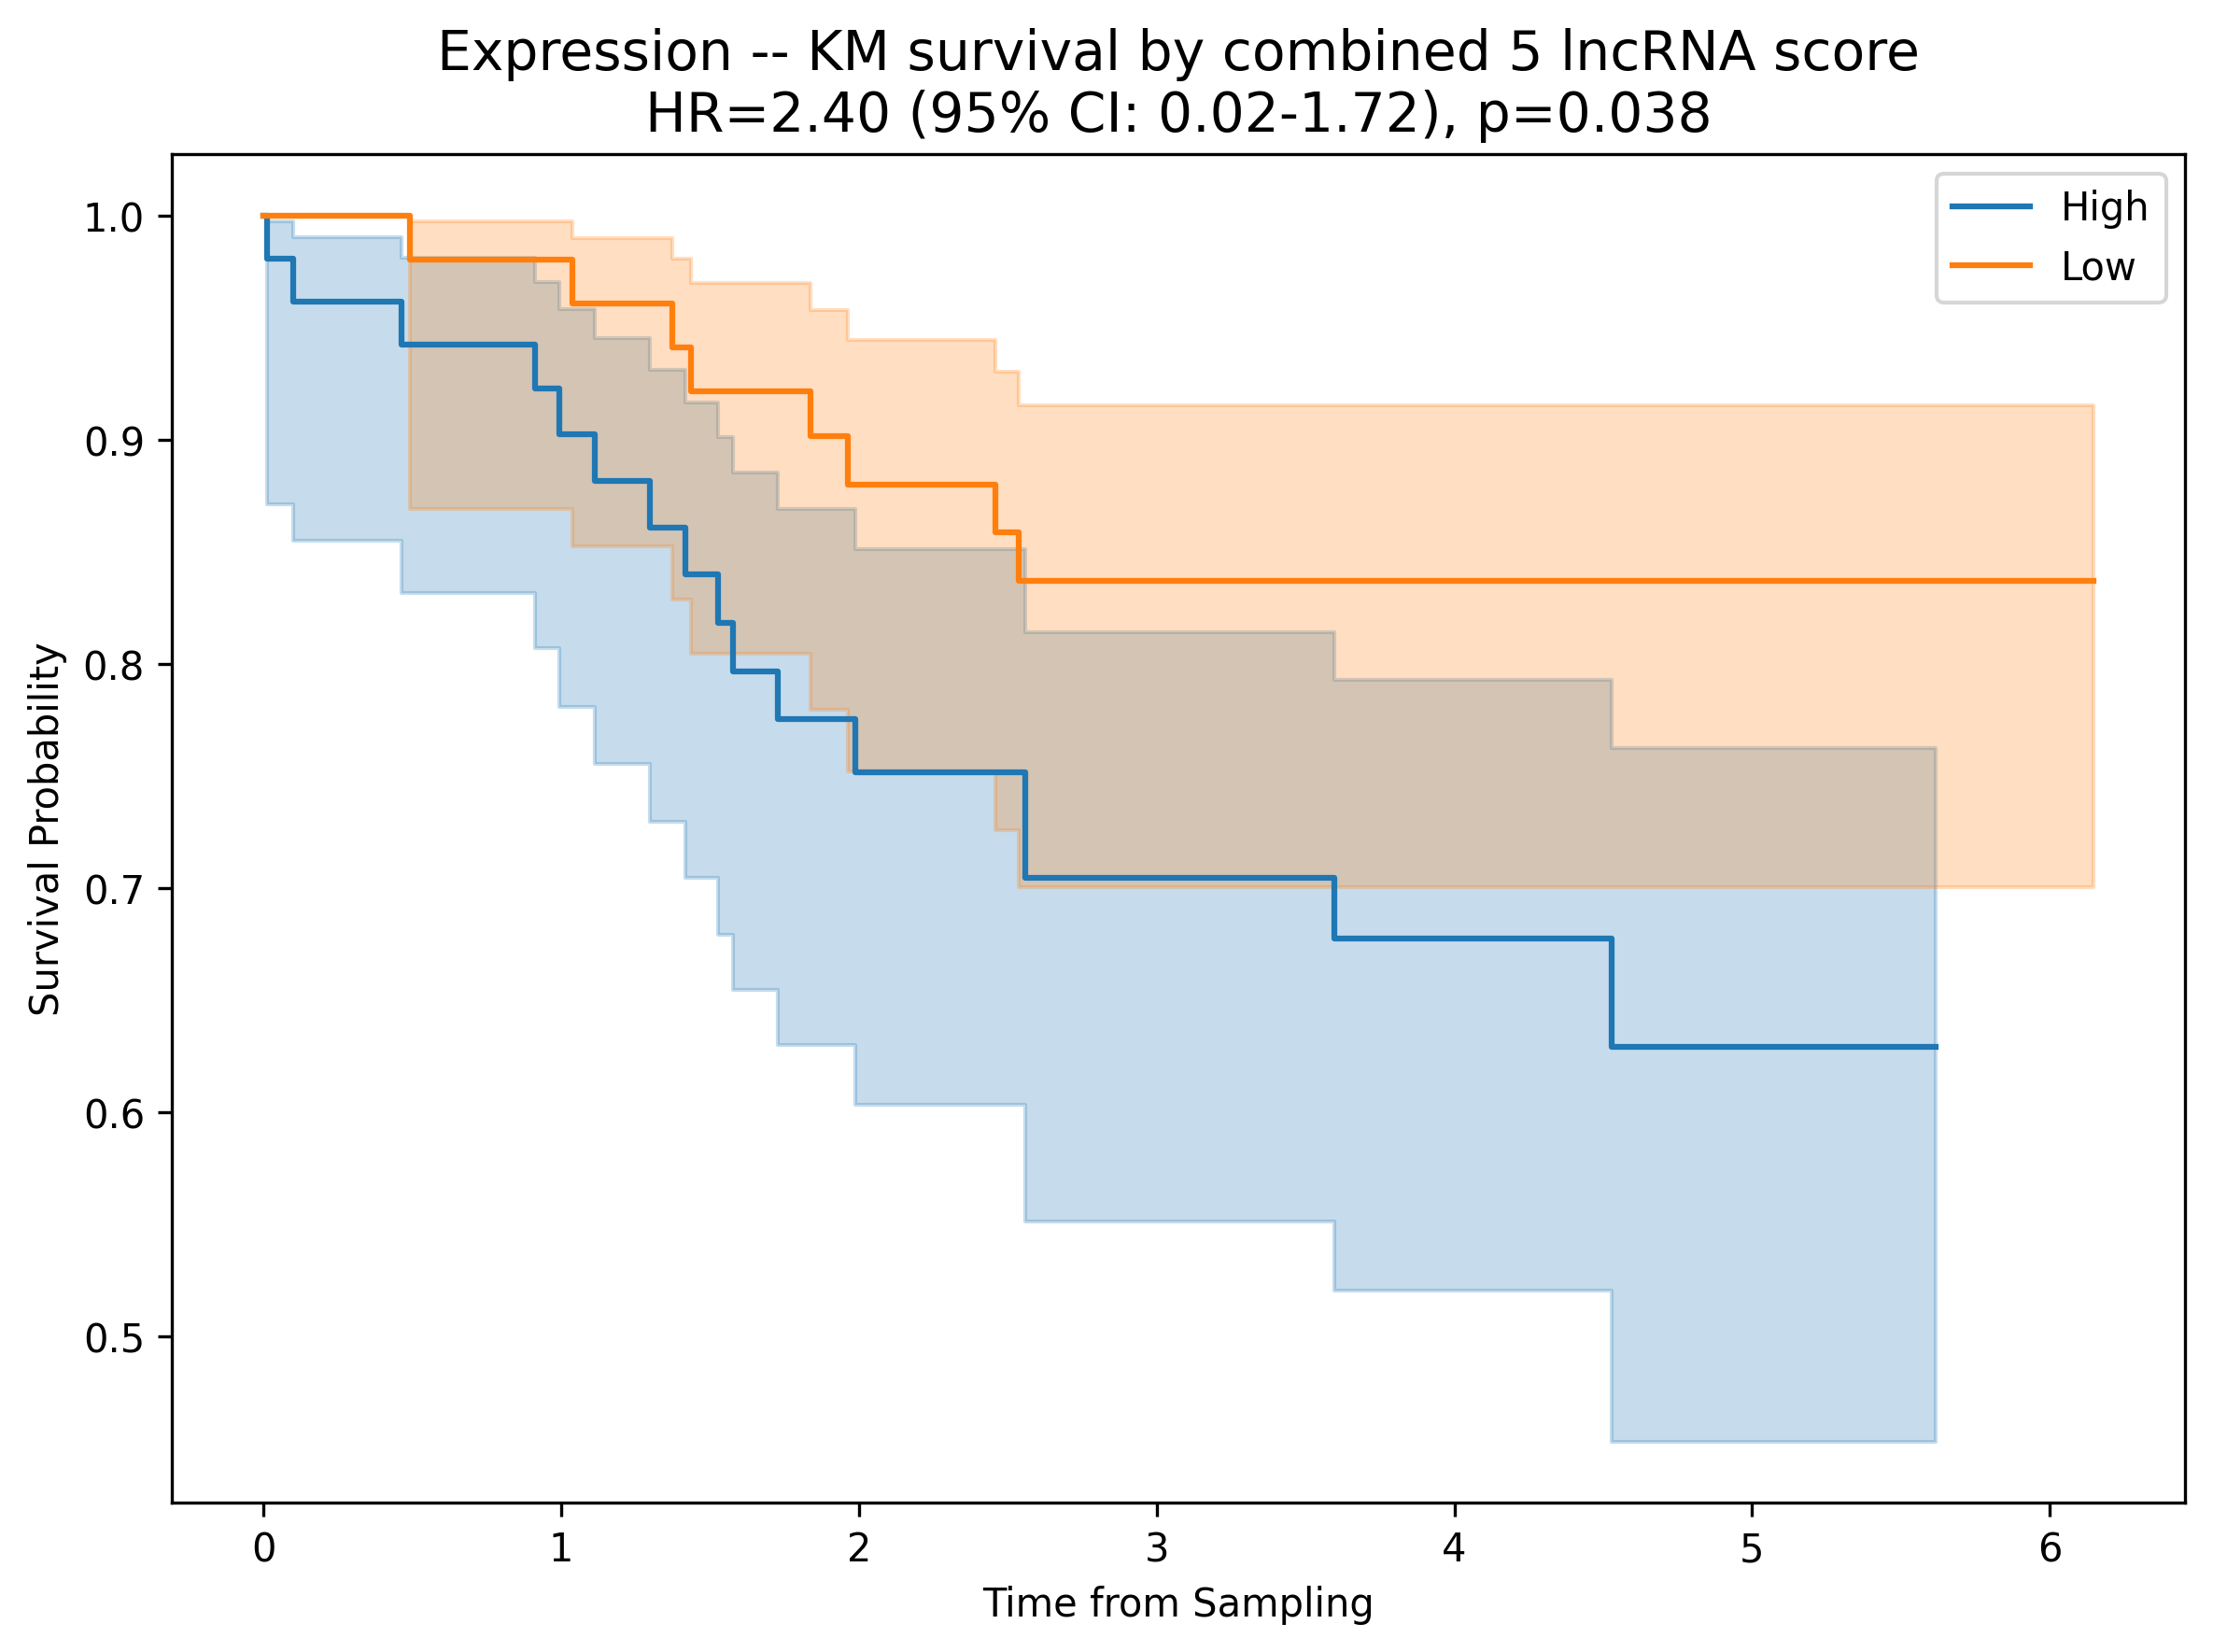 Expression -- KM survival by combined 5 lncRNA score
HR=2.40 (95% CI: 0.02-1.72), p=0.038
High
Low
Survival Probability
1.0
0.9
0.8
0.7
0.6
0.5
0 1 2 3 4 5 6
Time from Sampling